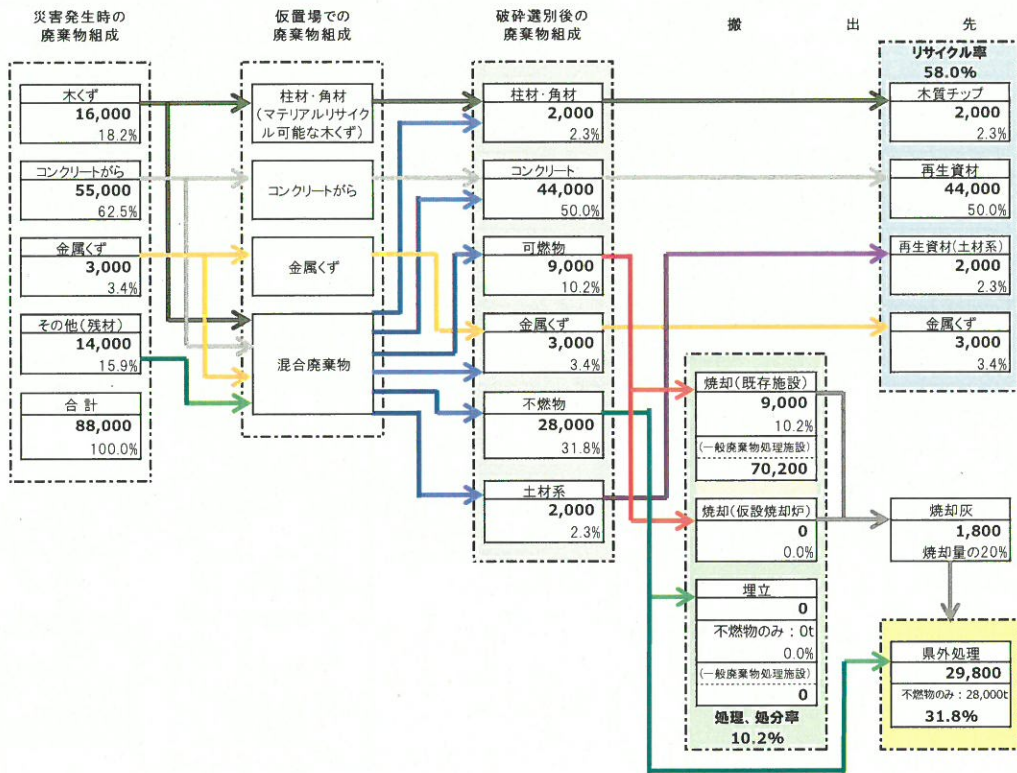 災害発生時の
廃棄物組成
木くず
16,000
18.2%
コンクリートがら
55,000
62.5%
金属くず
3,000
3.4%
その他(残材)
14,000
15.9%
合計
88,000
100.0%
仮置場での
廃棄物組成
柱材・角材
(マテリアルリサイク
ル可能な木くず)
コンクリートがら
金属くず
混合廃棄物
破砕選別後の
廃棄物組成
柱材・角材
2,000
2.3%
コンクリート
44,000
50.0%
可燃物
9,000
10.2%
金属くず
3,000
3.4%
不燃物
28,000
31.8%
土材系
2,000
2.3%
搬 出 先
リサイクル率
58.0%
木質チップ
2,000
2.3%
再生資材
44,000
50.0%
再生資材(土材系)
2,000
2.3%
金属くず
3,000
3.4%
焼却(既存施設)
9,000
10.2%
(一般廃棄物処理施設)
70,200
焼却(仮設焼却炉)
0
0.0%
埋立
0
不燃物のみ：0t
0.0%
(一般廃棄物処理施設)
0
処理、処分率
10.2%
焼却灰
1,800
焼却量の20%
県外処理
29,800
不燃物のみ：28,000t
31.8%